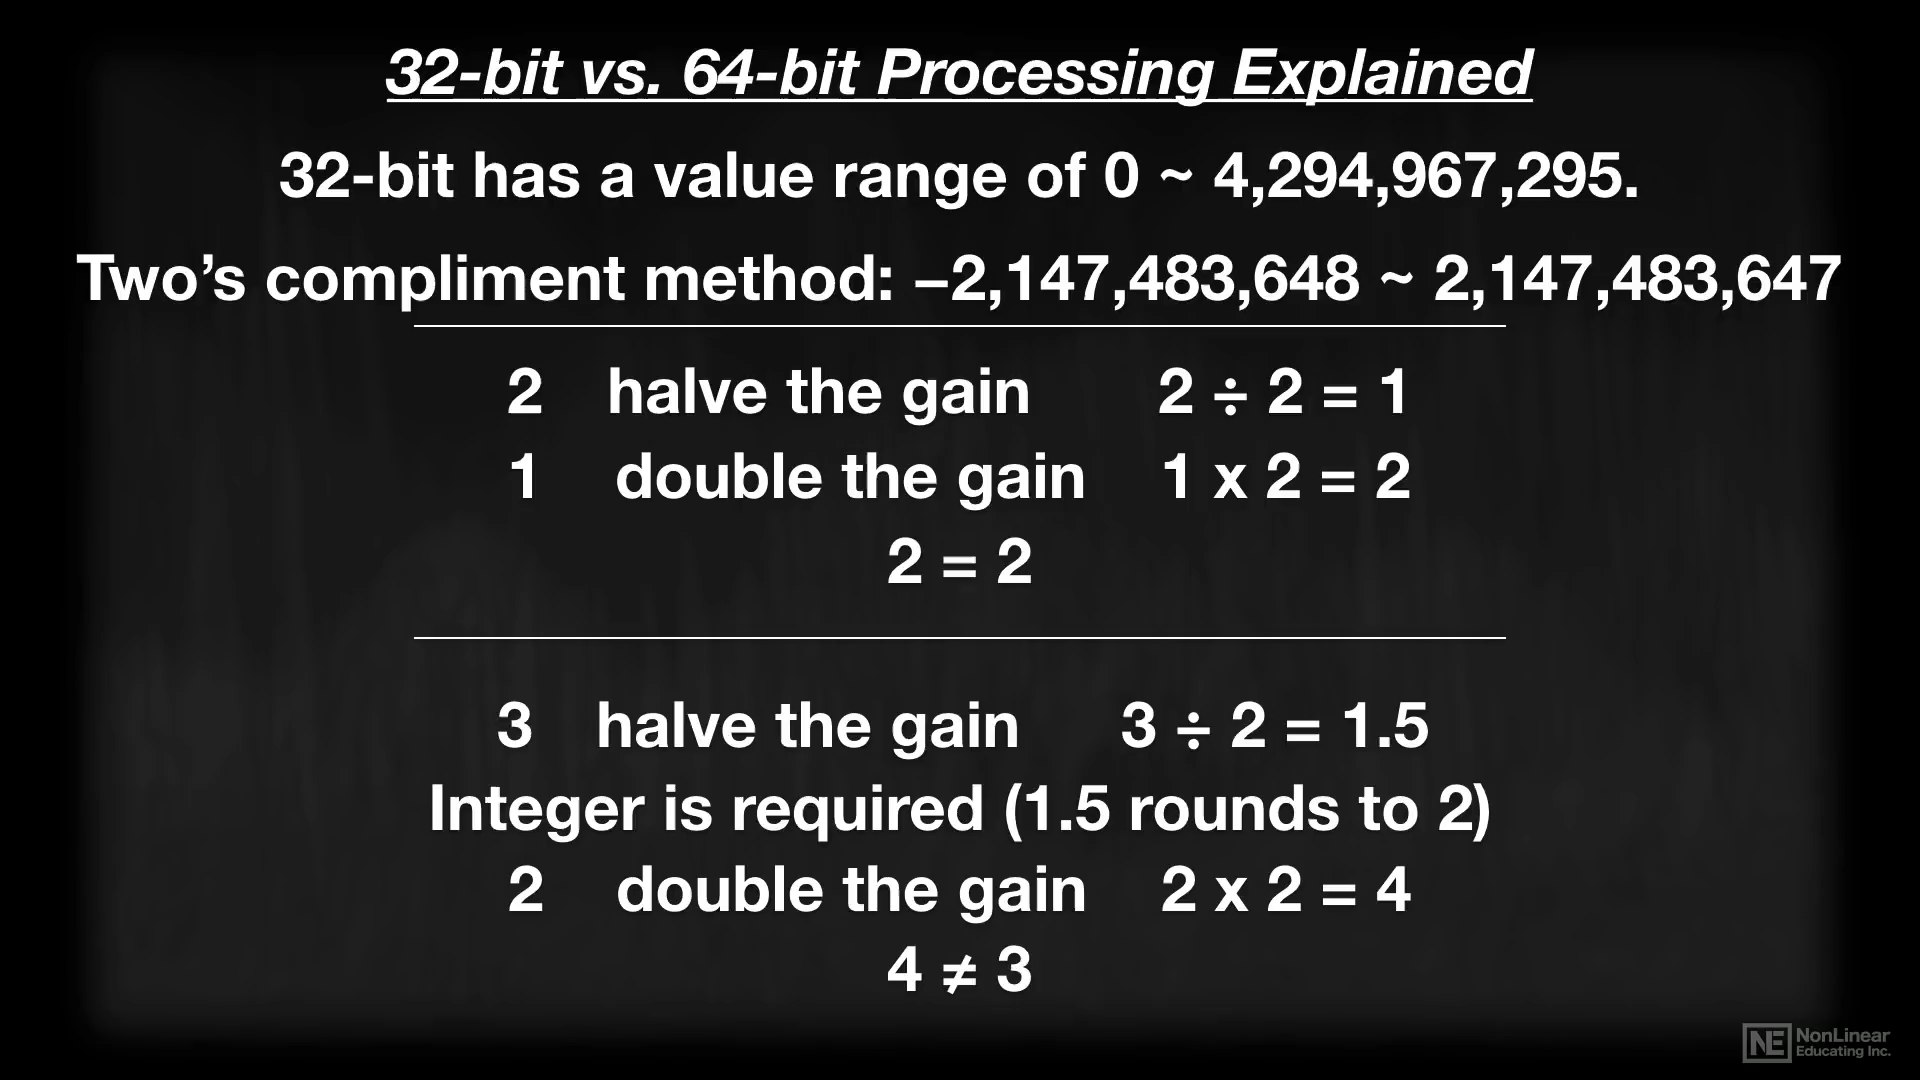 32-bit vs. 64-bit Processing Explained
32-bit has a value range of 0 ~ 4,294,967,295.
Two’s compliment method: –2,147,483,648 ~ 2,147,483,647
2 halve the gain 2 ÷ 2 = 1
1 double the gain 1 x 2 = 2
2 = 2
3 halve the gain 3 ÷ 2 = 1.5
Integer is required (1.5 rounds to 2)
2 double the gain 2 x 2 = 4
4 ≠ 3
NE NonLinear
Educating Inc.